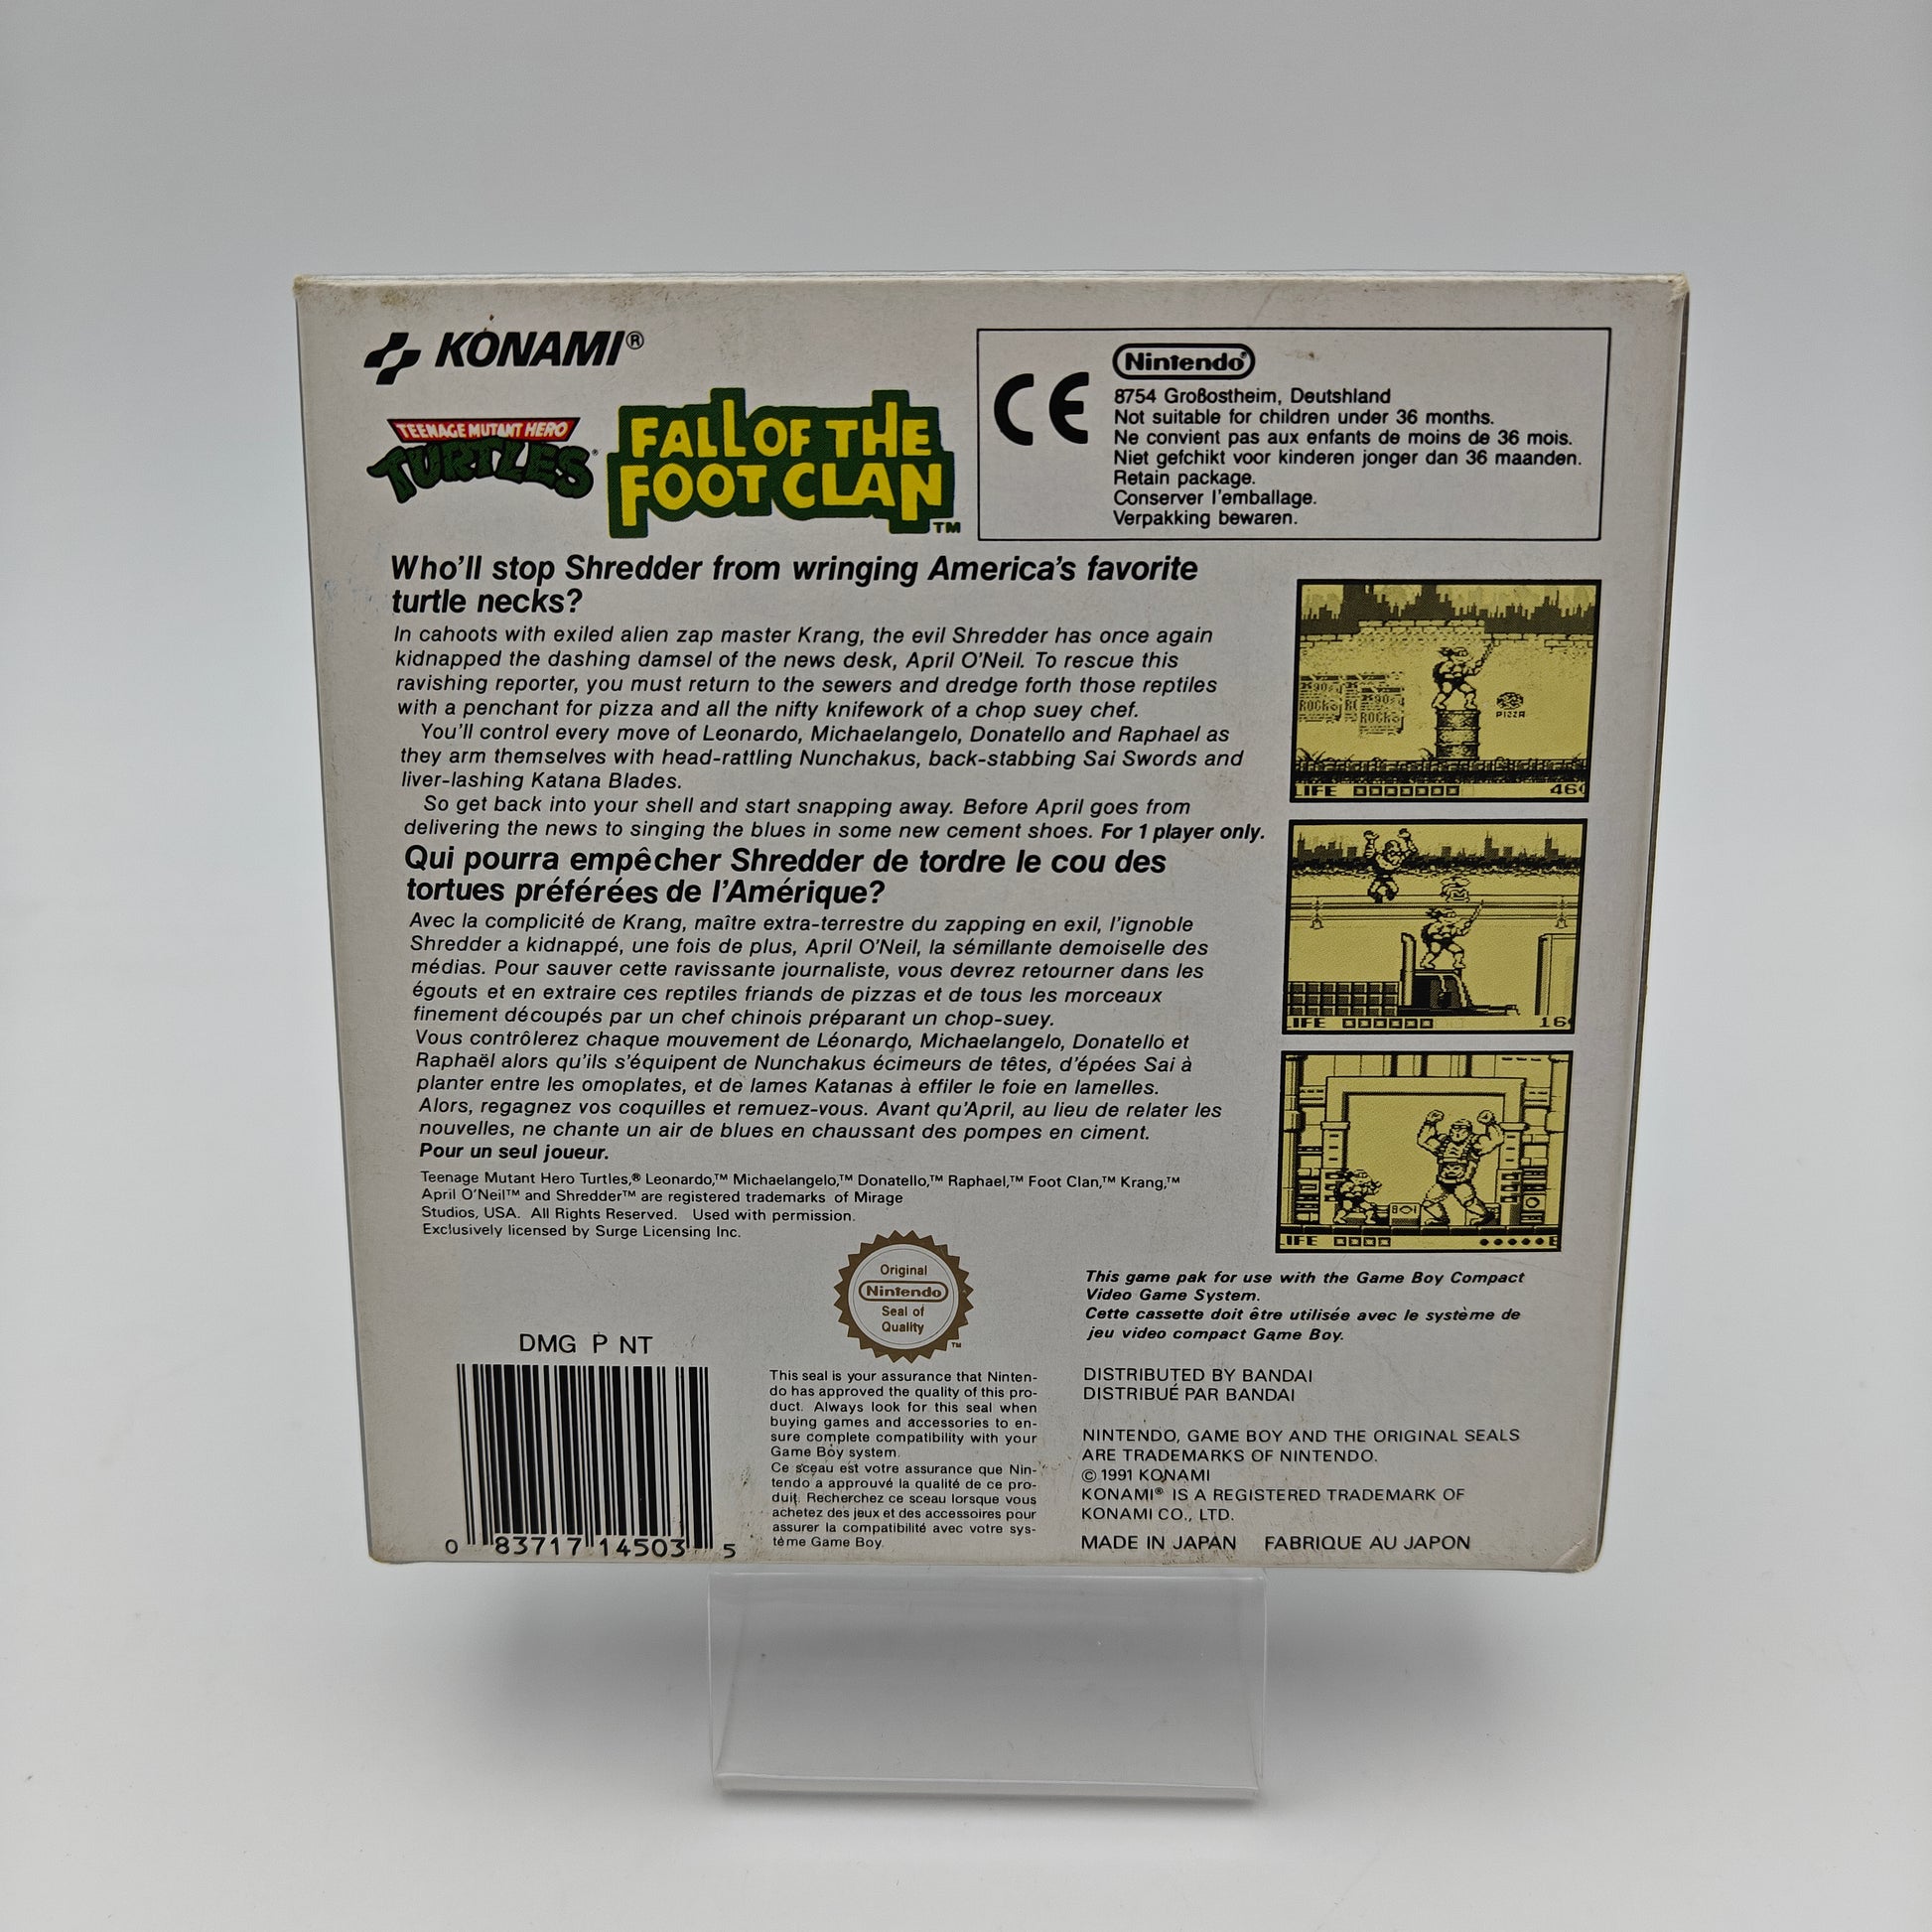 KONAMI®
TEENAGE MUTANT HERO
TURTLES
FALL OF THE
FOOT CLAN™
CE
Nintendo®
8754 Großostheim, Deutshland
Not suitable for children under 36 months.
Ne convient pas aux enfants de moins de 36 mois.
Niet gefchikt voor kinderen jonger dan 36 maanden.
Retain package.
Conserver l'emballage.
Verpakking bewaren.
Who'll stop Shredder from wringing America's favorite
turtle necks?
In cahoots with exiled alien zap master Krang, the evil Shredder has once again
kidnapped the dashing damsel of the news desk, April O'Neil. To rescue this
ravishing reporter, you must return to the sewers and dredge forth those reptiles
with a penchant for pizza and all the nifty knifework of a chop suey chef.
You'll control every move of Leonardo, Michaelangelo, Donatello and Raphael as
they arm themselves with head-rattling Nunchakus, back-stabbing Sai Swords and
liver-lashing Katana Blades.
So get back into your shell and start snapping away. Before April goes from
delivering the news to singing the blues in some new cement shoes. For 1 player only.
Qui pourra empêcher Shredder de tordre le cou des
tortues préférées de l'Amérique?
Avec la complicité de Krang, maître extra-terrestre du zapping en exil, l'ignoble
Shredder a kidnappé, une fois de plus, April O'Neil, la sémillante demoiselle des
médias. Pour sauver cette ravissante journaliste, vous devrez retourner dans les
égouts et en extraire ces reptiles friands de pizzas et de tous les morceaux
finement découpés par un chef chinois préparant un chop-suey.
Vous contrôlerez chaque mouvement de Léonardo, Michaelangelo, Donatello et
Raphaël alors qu'ils s'équipent de Nunchakus écimeurs de têtes, d'épées Sai à
planter entre les omoplates, et de lames Katanas à effiler le foie en lamelles.
Alors, regagnez vos coquilles et remuez-vous. Avant qu'April, au lieu de relater les
nouvelles, ne chante un air de blues en chaussant des pompes en ciment.
Pour un seul joueur.
Teenage Mutant Hero Turtles,® Leonardo,™ Michaelangelo,™ Donatello,™ Raphael,™ Foot Clan,™ Krang,™
April O'Neil™ and Shredder™ are registered trademarks of Mirage
Studios, USA. All Rights Reserved. Used with permission.
Exclusively licensed by Surge Licensing Inc.
PIZZA
LIFE 46
LIFE 16
LIFE
Original
Nintendo
Seal of
Quality
™
This seal is your assurance that Ninten-
do has approved the quality of this pro-
duct. Always look for this seal when
buying games and accessories to en-
sure complete compatibility with your
Game Boy system.
Ce sceau est votre assurance que Nin-
tendo a approuvé la qualité de ce pro-
duit. Recherchez ce sceau lorsque vous
achetez des jeux et des accessoires pour
assurer la compatibilité avec votre sys-
tème Game Boy.
DMG P NT
0 83717 14503 5
This game pak for use with the Game Boy Compact
Video Game System.
Cette cassette doit être utilisée avec le système de
jeu video compact Game Boy.
DISTRIBUTED BY BANDAI
DISTRIBUÉ PAR BANDAI
NINTENDO, GAME BOY AND THE ORIGINAL SEALS
ARE TRADEMARKS OF NINTENDO.
© 1991 KONAMI
KONAMI® IS A REGISTERED TRADEMARK OF
KONAMI CO., LTD.
MADE IN JAPAN FABRIQUE AU JAPON